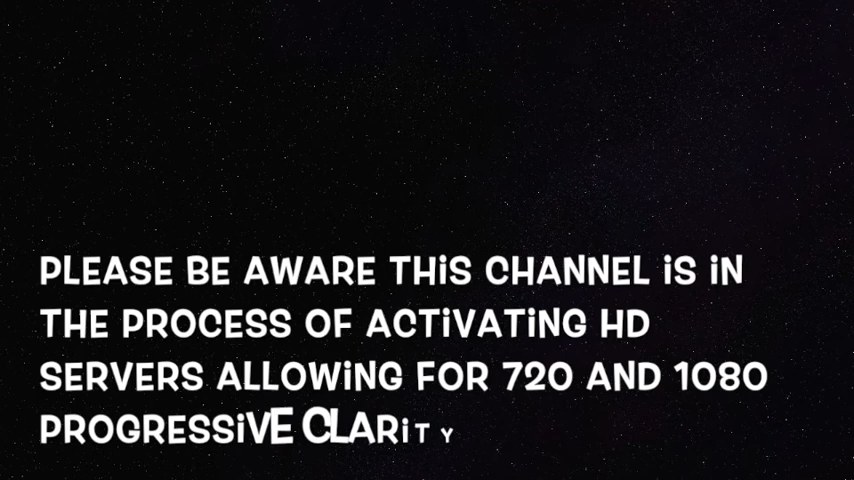 PLEASE BE AWARE THiS CHANNEL iS iN
THE PROCESS OF ACTiVATiNG HD
SERVERS ALLOWiNG FOR 720 AND 1080
PROGRESSiVE CLARiTY